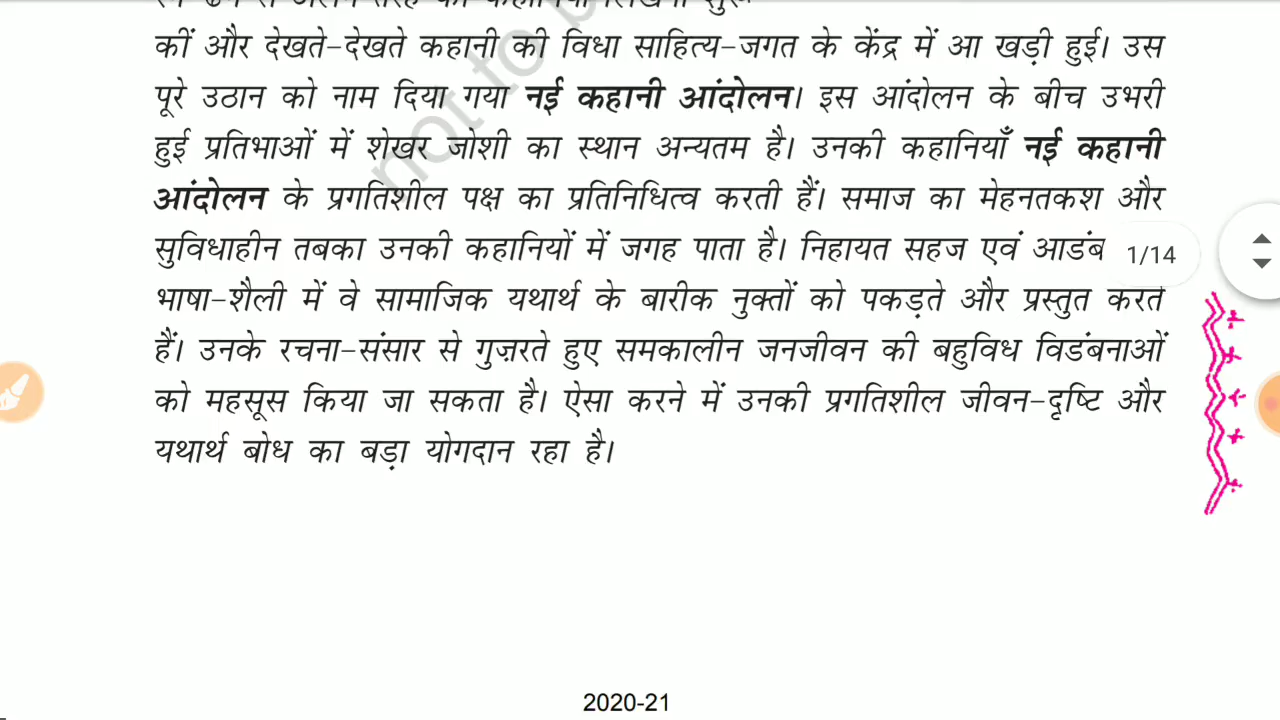 कीं और देखते-देखते कहानी की विधा साहित्य-जगत के केंद्र में आ खड़ी हुई। उस
पूरे उठान को नाम दिया गया नई कहानी आंदोलन। इस आंदोलन के बीच उभरी
हुई प्रतिभाओं में शेखर जोशी का स्थान अन्यतम है। उनकी कहानियाँ नई कहानी
आंदोलन के प्रगतिशील पक्ष का प्रतिनिधित्व करती हैं। समाज का मेहनतकश और
सुविधाहीन तबका उनकी कहानियों में जगह पाता है। निहायत सहज एवं आडंब
1/14
भाषा-शैली में वे सामाजिक यथार्थ के बारीक नुक्तों को पकड़ते और प्रस्तुत करते
हैं। उनके रचना-संसार से गुज़रते हुए समकालीन जनजीवन की बहुविध विडंबनाओं
को महसूस किया जा सकता है। ऐसा करने में उनकी प्रगतिशील जीवन-दृष्टि और
यथार्थ बोध का बड़ा योगदान रहा है।
not to b
2020-21